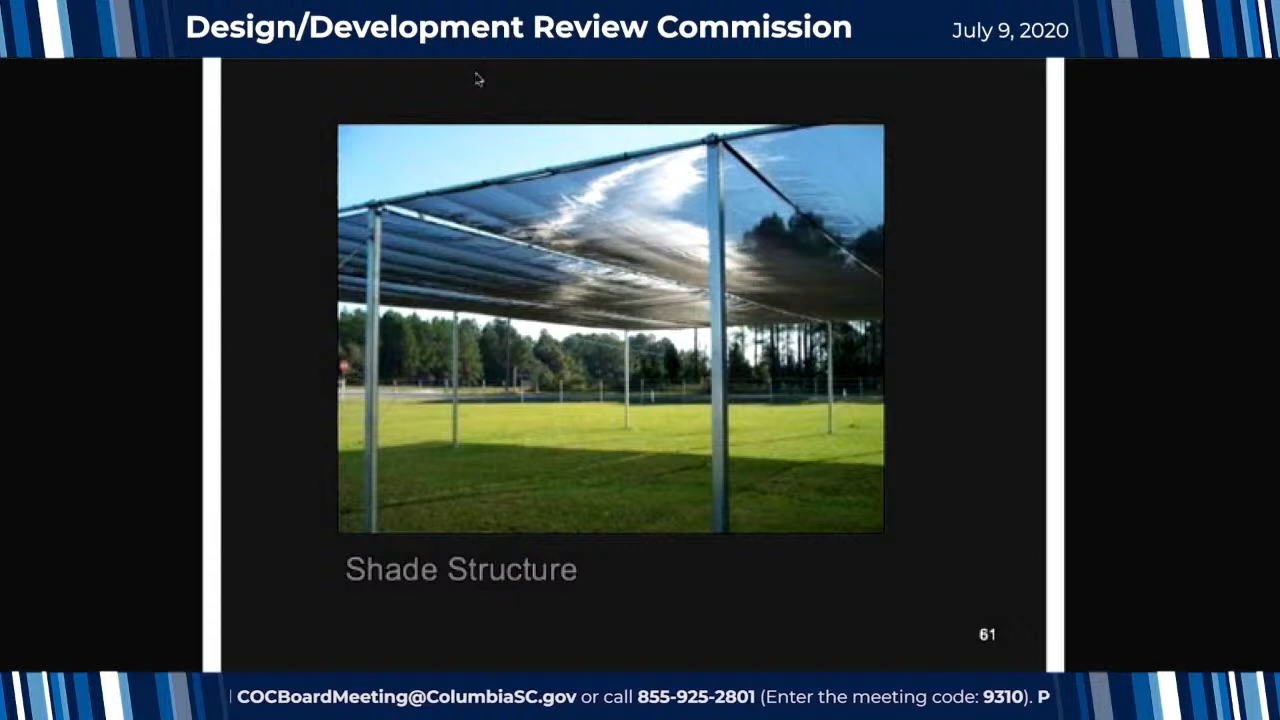 Design/Development Review Commission
July 9, 2020
Shade Structure
61
COCBoardMeeting@ColumbiaSC.gov or call 855-925-2801 (Enter the meeting code: 9310). P